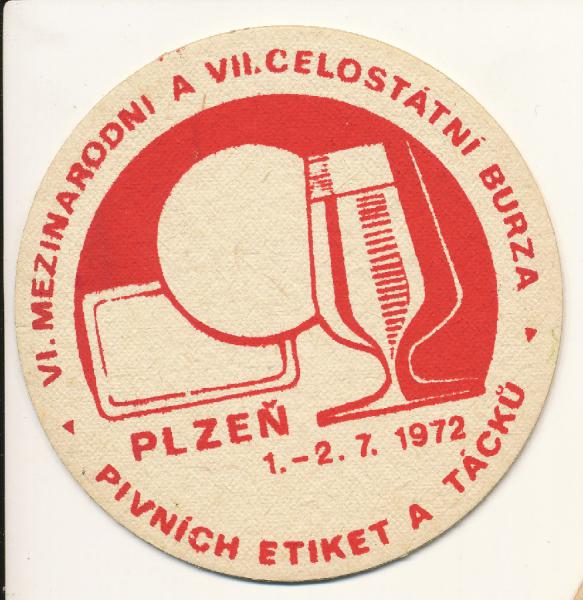 VI. MEZINARODNI A VII. CELOSTÁTNÍ BURZA
PLZEŇ
1.-2. 7. 1972
PIVNÍCH ETIKET A TÁCKŮ